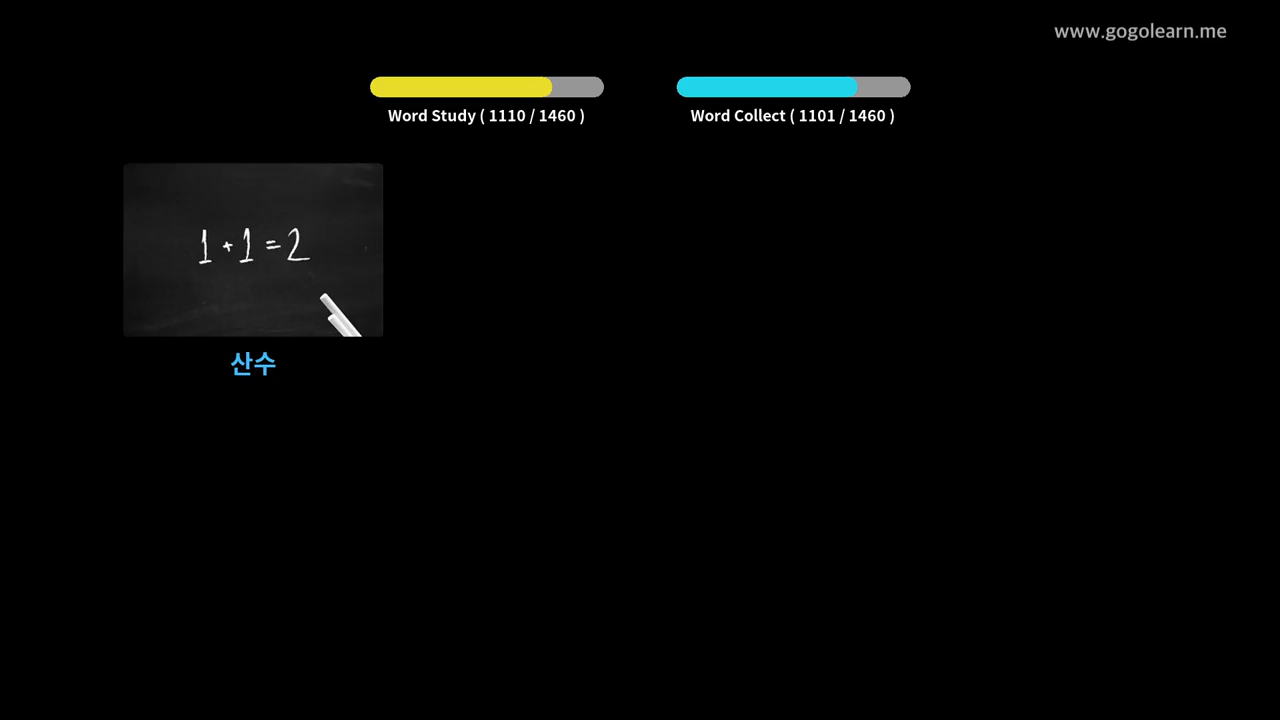 www.gogolearn.me
Word Study ( 1110 / 1460 )
Word Collect ( 1101 / 1460 )
1 + 1 = 2
산수